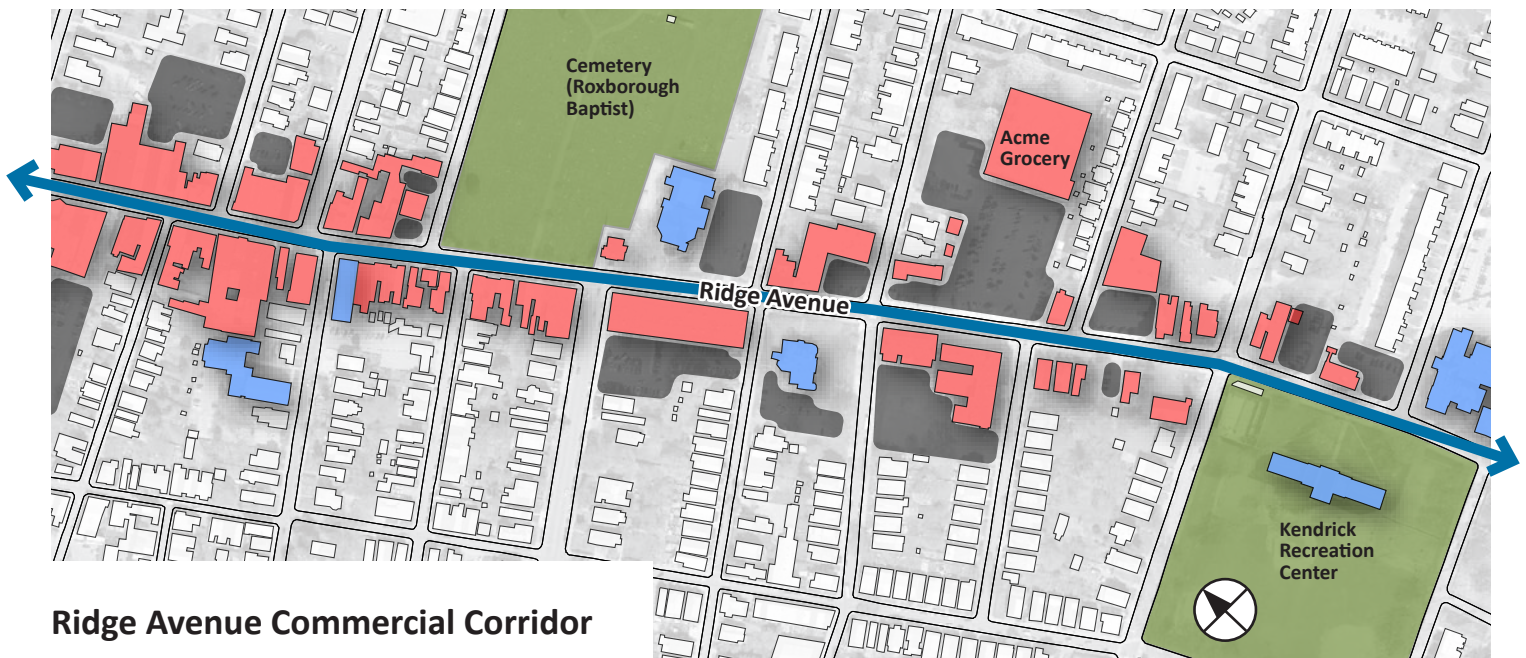 Cemetery
(Roxborough
Baptist)
Acme
Grocery
Ridge Avenue
Kendrick
Recreation
Center
Ridge Avenue Commercial Corridor